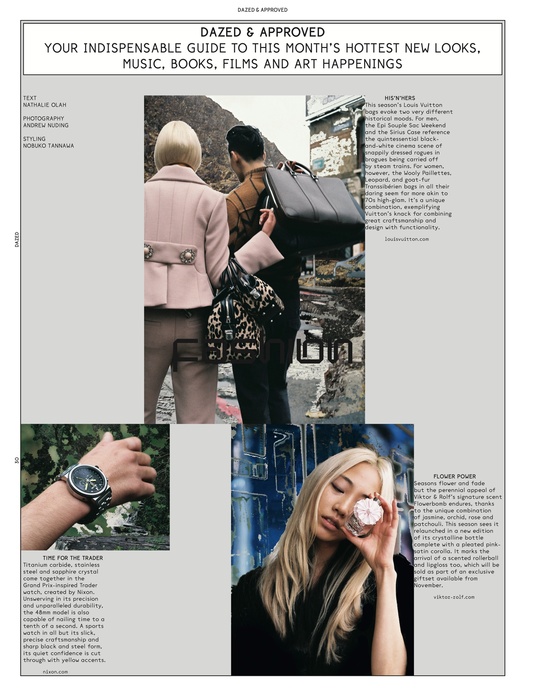 DAZED & APPROVED
DAZED & APPROVED
YOUR INDISPENSABLE GUIDE TO THIS MONTH'S HOTTEST NEW LOOKS,
MUSIC, BOOKS, FILMS AND ART HAPPENINGS
TEXT
NATHALIE OLAH
PHOTOGRAPHY
ANDREW NUDING
STYLING
NOBUKO TANNAWA
HIS'N'HERS
This season's Louis Vuitton
bags evoke two very different
historical moods. For men,
the Epi Souple Sac Weekend
and the Sirius Case reference
the quintessential black-
and-white cinema scene of
snappily dressed rogues in
brogues being carried off
by steam trains. For women,
however, the Wooly Paillettes,
Leopard, and goat-fur
Transsibérien bags in all their
daring seem far more akin to
'70s high-glam. It's a unique
combination, exemplifying
Vuitton's knack for combining
great craftsmanship and
design with functionality.
louisvuitton.com
DAZED
FASHION
30
TIME FOR THE TRADER
Titanium carbide, stainless
steel and sapphire crystal
come together in the
Grand Prix-inspired Trader
watch, created by Nixon.
Unswerving in its precision
and unparalleled durability,
the 48mm model is also
capable of nailing time to a
tenth of a second. A sports
watch in all but its slick,
precise craftsmanship and
sharp black and steel form,
its quiet confidence is cut
through with yellow accents.
nixon.com
FLOWER POWER
Seasons flower and fade
but the perennial appeal of
Viktor & Rolf's signature scent
Flowerbomb endures, thanks
to the unique combination
of jasmine, orchid, rose and
patchouli. This season sees it
relaunched in a new edition
of its crystalline bottle
complete with a pleated pink-
satin corolla. It marks the
arrival of a scented rollerball
and lipgloss too, which will be
sold as part of an exclusive
giftset available from
November.
viktor-rolf.com